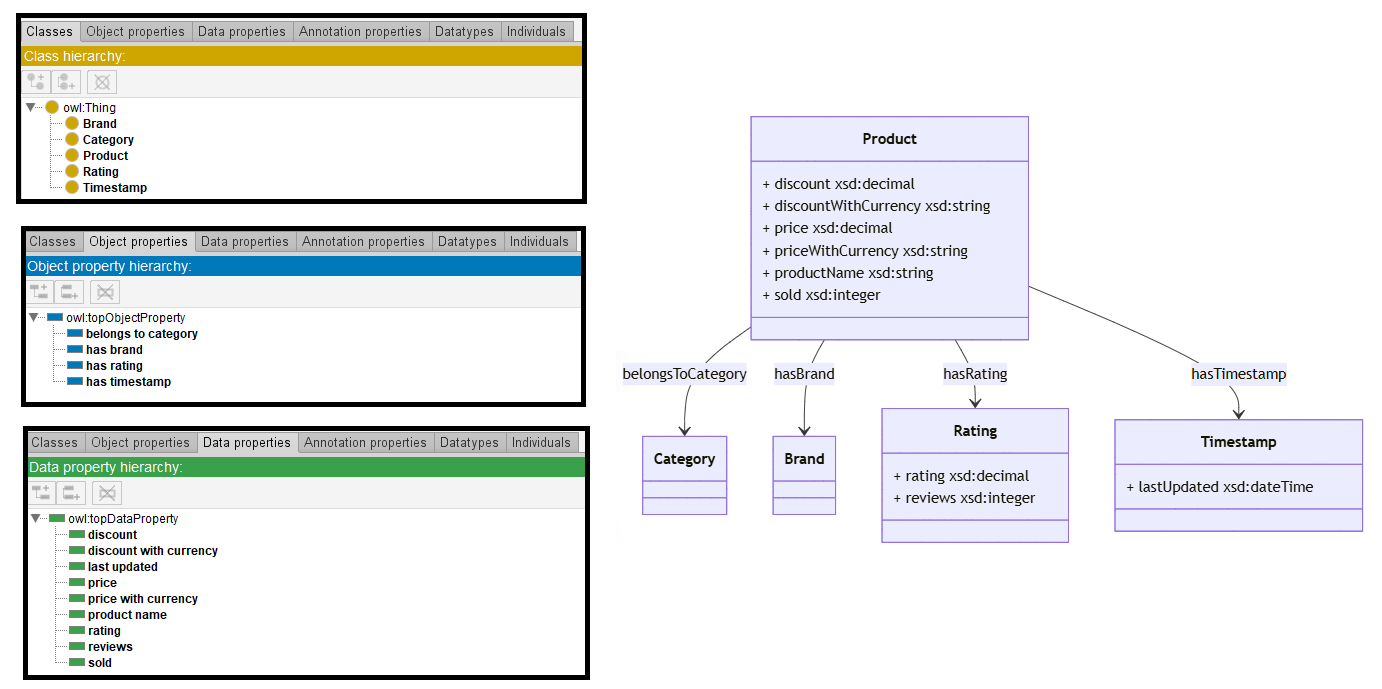 Classes Object properties Data properties Annotation properties Datatypes Individuals
Class hierarchy:
owl:Thing
Brand
Category
Product
Rating
Timestamp
Classes Object properties Data properties Annotation properties Datatypes Individuals
Object property hierarchy:
owl:topObjectProperty
belongs to category
has brand
has rating
has timestamp
Classes Object properties Data properties Annotation properties Datatypes Individuals
Data property hierarchy:
owl:topDataProperty
discount
discount with currency
last updated
price
price with currency
product name
rating
reviews
sold
Product
+ discount xsd:decimal
+ discountWithCurrency xsd:string
+ price xsd:decimal
+ priceWithCurrency xsd:string
+ productName xsd:string
+ sold xsd:integer
belongsToCategory
hasBrand
hasRating
hasTimestamp
Category
Brand
Rating
+ rating xsd:decimal
+ reviews xsd:integer
Timestamp
+ lastUpdated xsd:dateTime